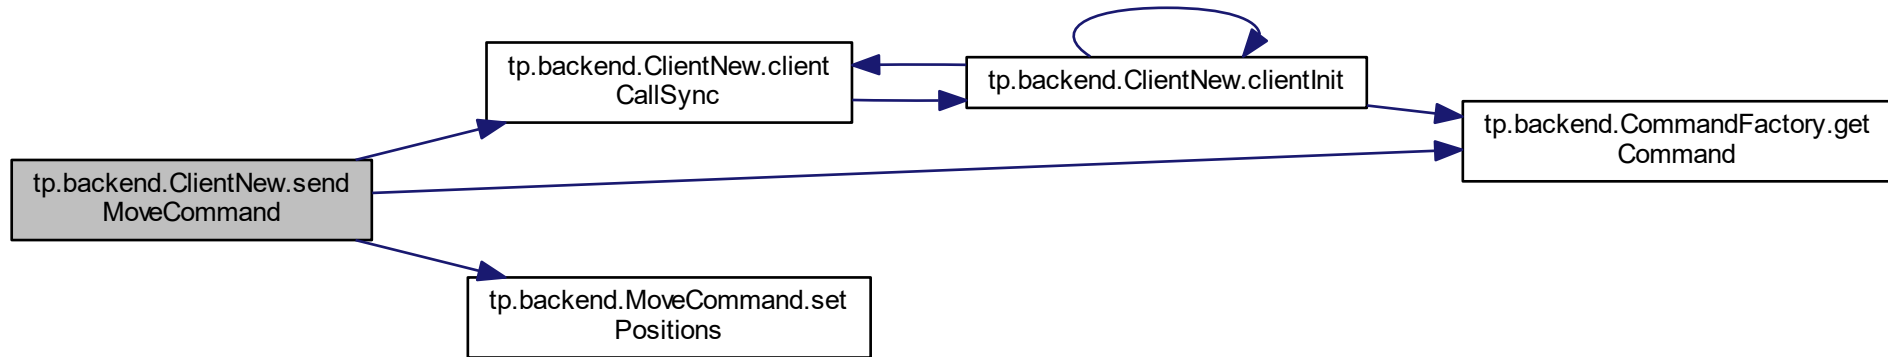 tp.backend.ClientNew.send
MoveCommand
tp.backend.ClientNew.client
CallSync
tp.backend.ClientNew.clientInit
tp.backend.CommandFactory.get
Command
tp.backend.MoveCommand.set
Positions